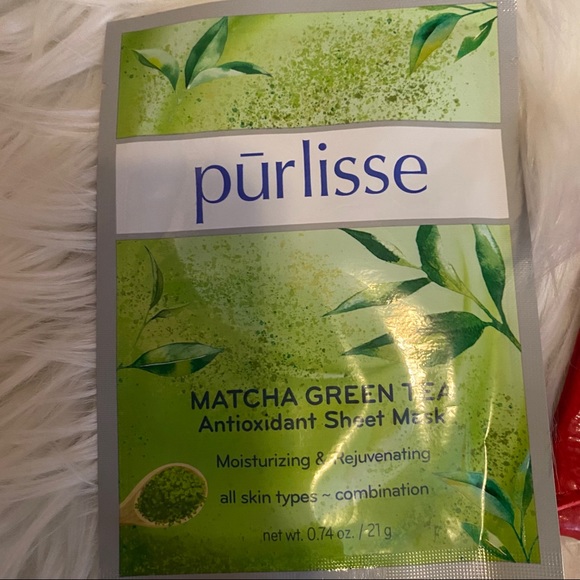 pūrlisse
MATCHA GREEN TEA
Antioxidant Sheet Mask
Moisturizing & Rejuvenating
all skin types ~ combination
net wt. 0.74 oz. / 21 g